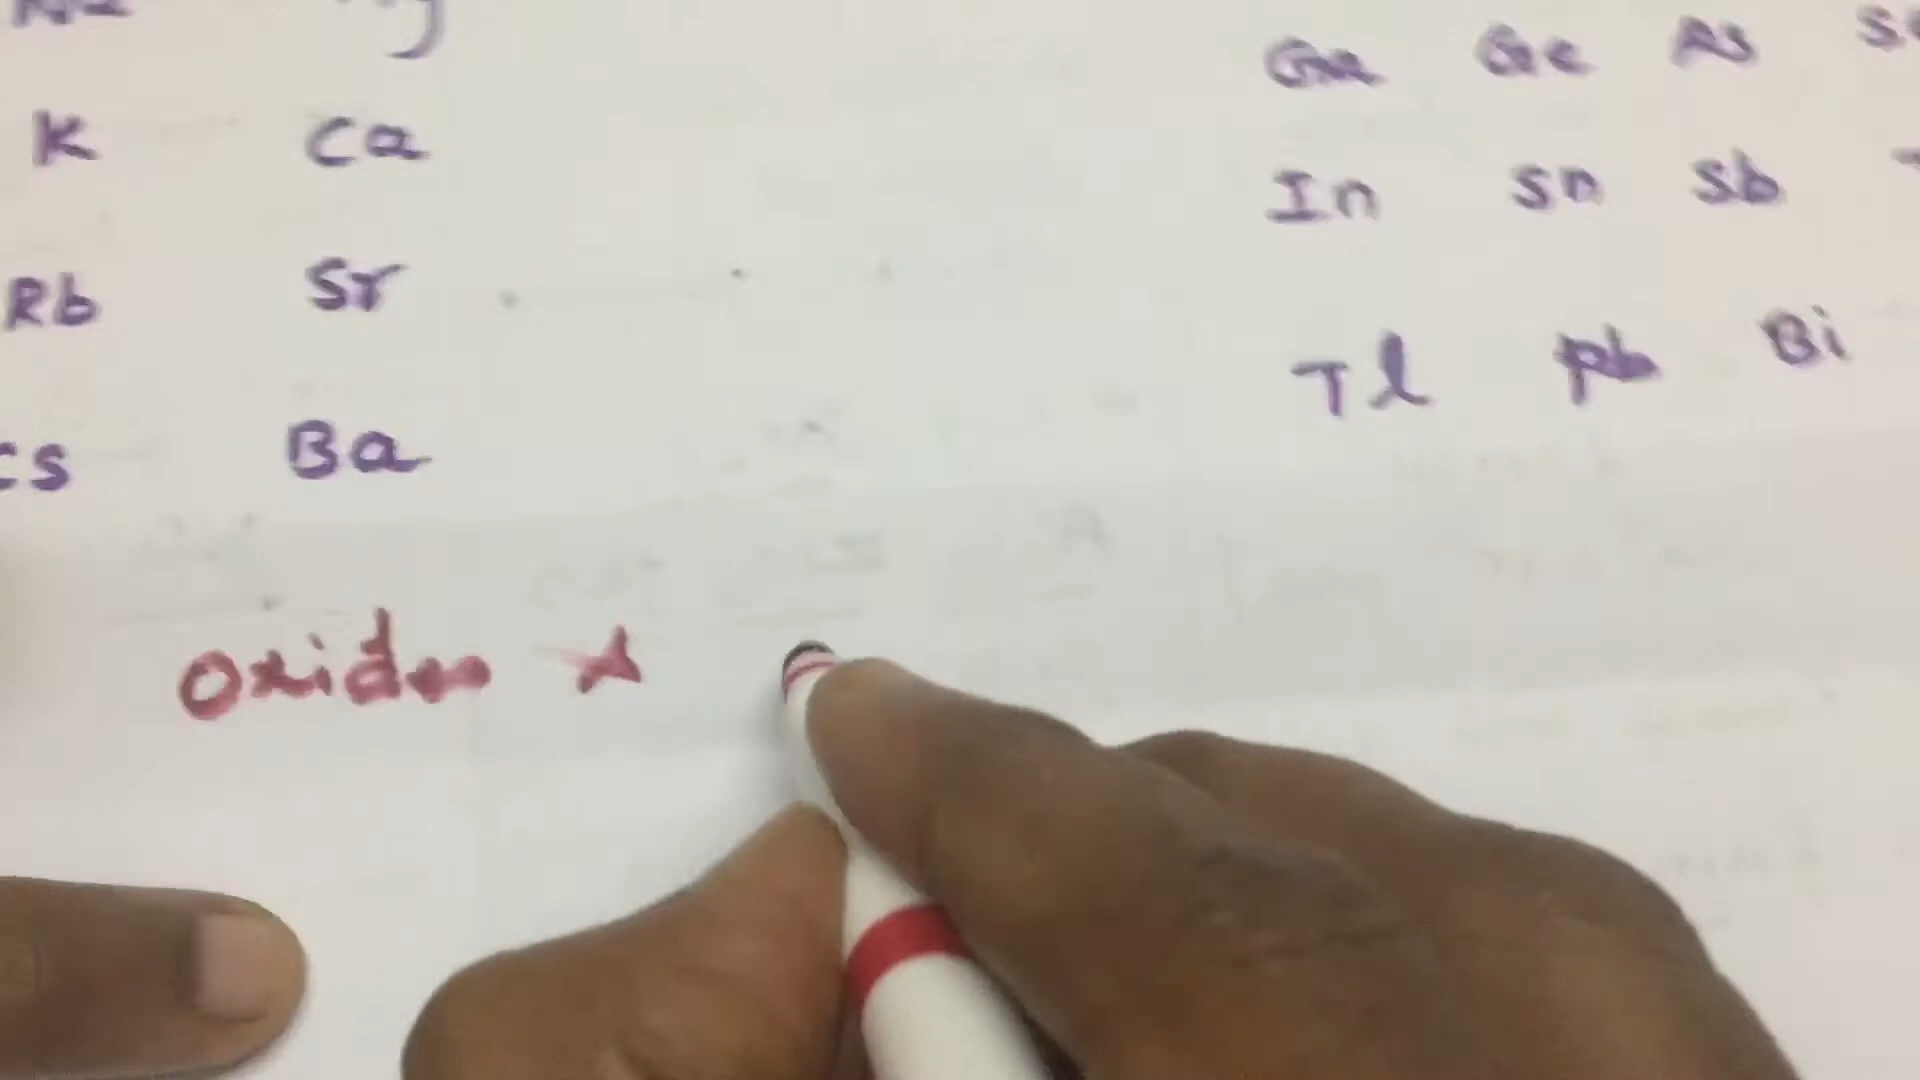 Ga Ge As
K Ca In Sn Sb
Rb Sr Tl Pb Bi
Cs Ba
Oxides